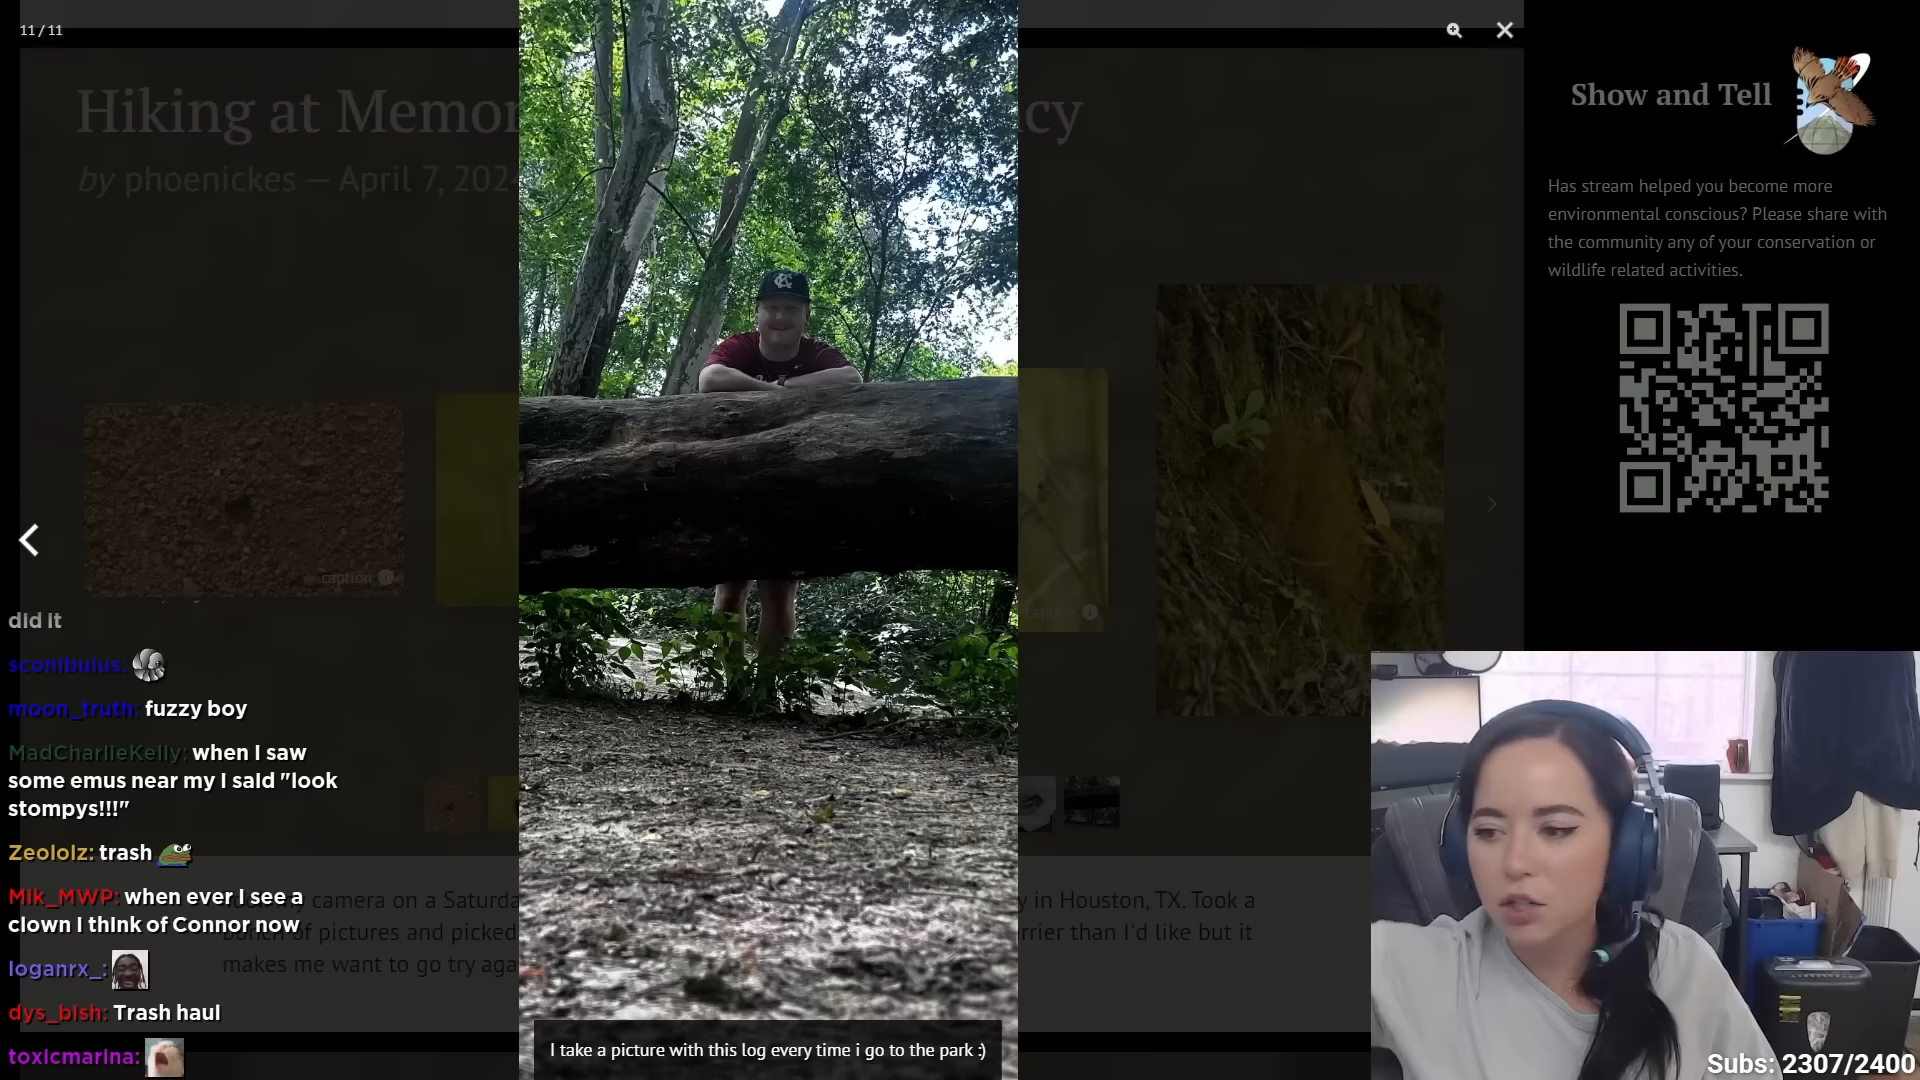 11 / 11
Hiking at Memor
cy
by phoenickes — April 7, 2024
Show and Tell
Has stream helped you become more
environmental conscious? Please share with
the community any of your conservation or
wildlife related activities.
caption
caption
did it
sconibulus:
moon_truth: fuzzy boy
MadCharlieKelly: when I saw
some emus near my I said "look
stompys!!!"
Zeololz: trash
Mik_MWP: when ever I see a
clown I think of Connor now
loganrx_:
dys_bish: Trash haul
toxicmarina:
camera on a Saturda
y in Houston, TX. Took a
bunch of pictures and picked
rrier than I'd like but it
makes me want to go try aga
I take a picture with this log every time i go to the park :)
Subs: 2307/2400